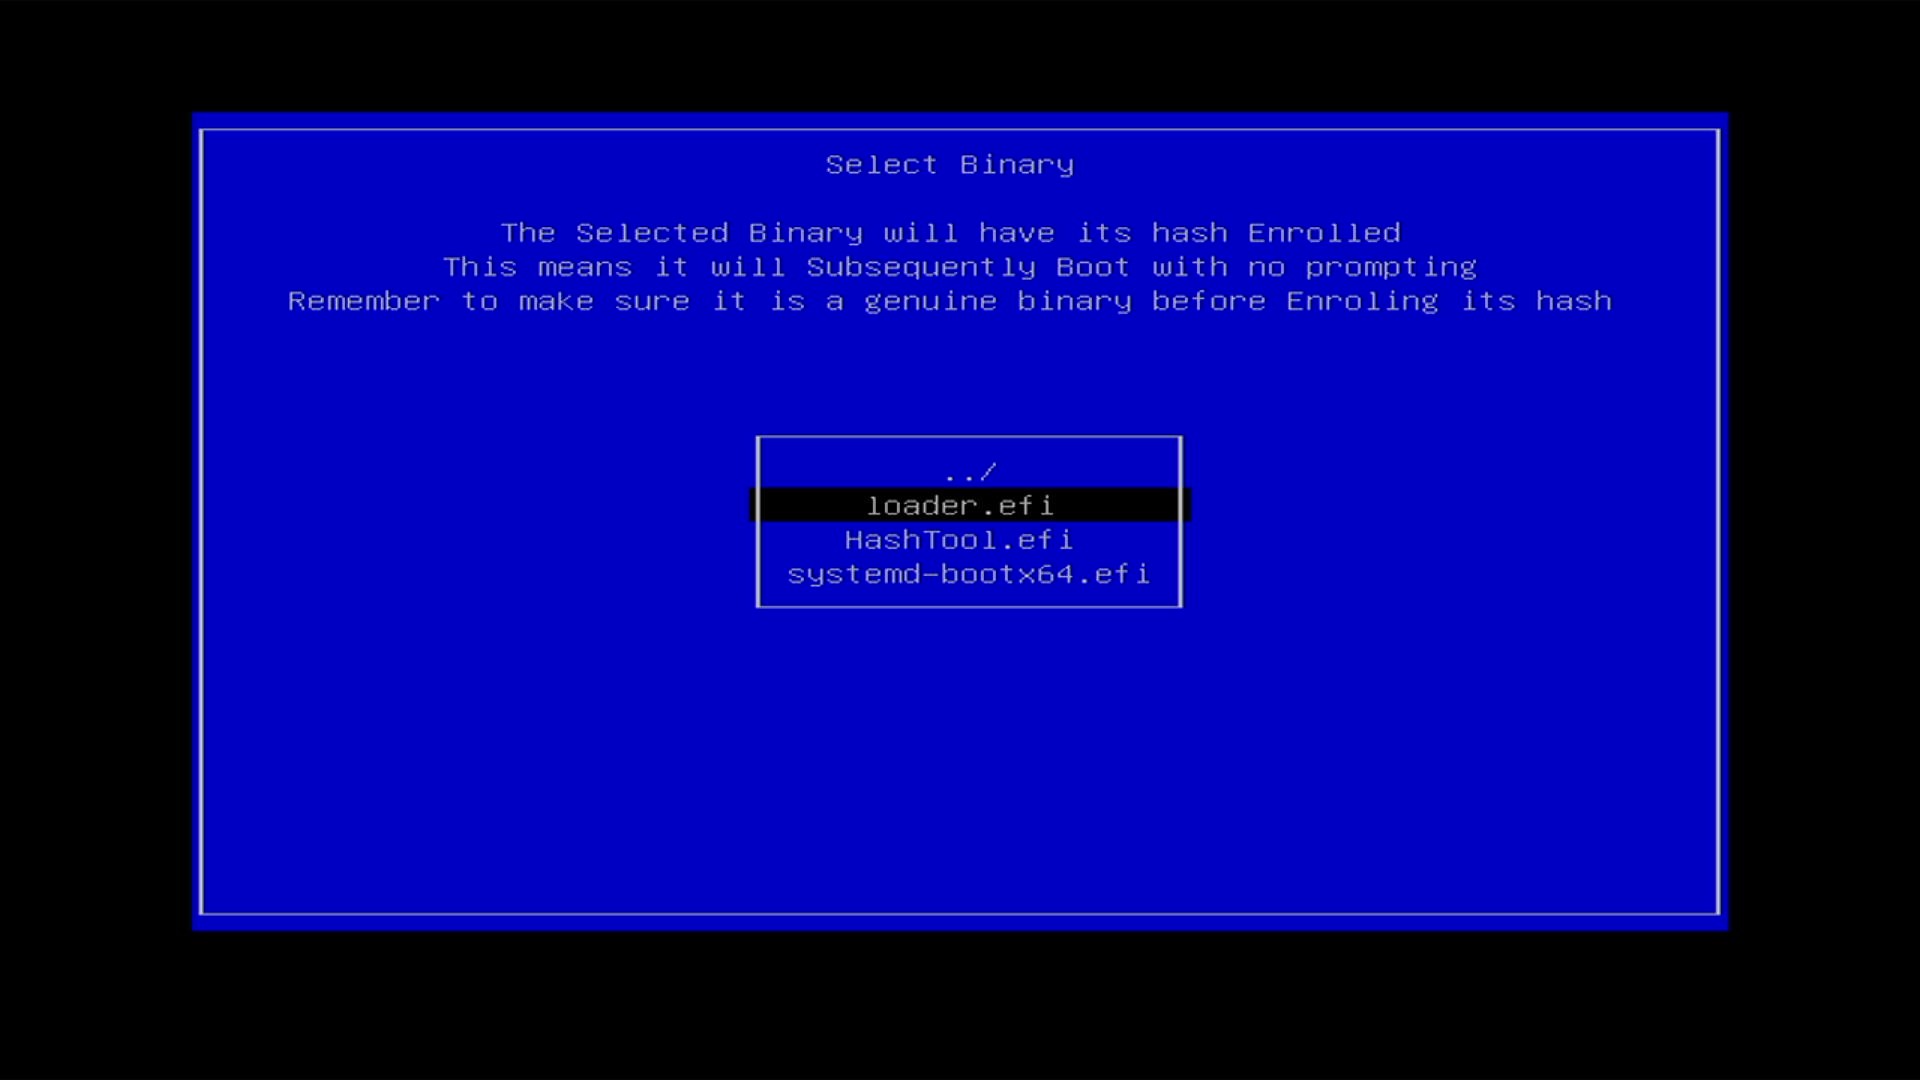 Select Binary
The Selected Binary will have its hash Enrolled
This means it will Subsequently Boot with no prompting
Remember to make sure it is a genuine binary before Enroling its hash
../
loader.efi
HashTool.efi
systemd-bootx64.efi